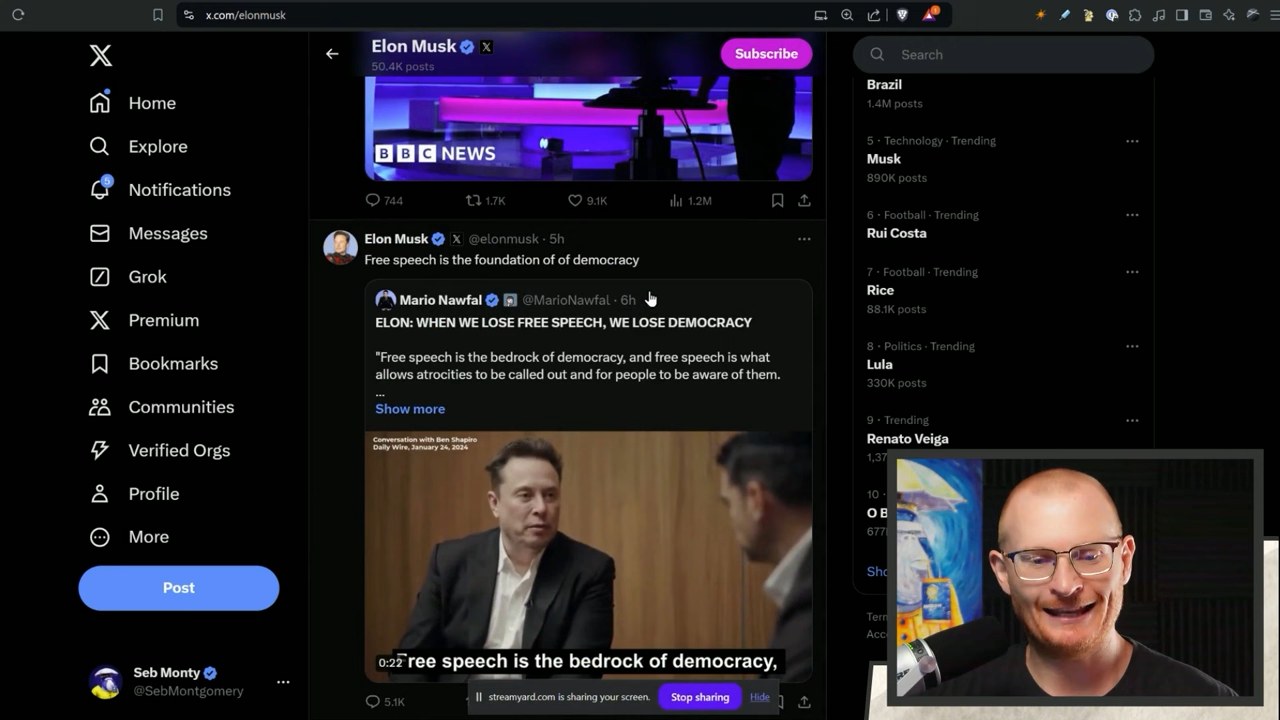 x.com/elonmusk
Home
Explore
5
Notifications
Messages
Grok
Premium
Bookmarks
Communities
Verified Orgs
Profile
More
Post
Seb Monty
@SebMontgomery
Elon Musk
50.4K posts
Subscribe
BBC NEWS
744 1.7K 9.1K 1.2M
Elon Musk @elonmusk · 5h
Free speech is the foundation of of democracy
Mario Nawfal @MarioNawfal · 6h
ELON: WHEN WE LOSE FREE SPEECH, WE LOSE DEMOCRACY
"Free speech is the bedrock of democracy, and free speech is what
allows atrocities to be called out and for people to be aware of them.
...
Show more
Conversation with Ben Shapiro
Daily Wire, January 24, 2024
0:22
Free speech is the bedrock of democracy,
5.1K
streamyard.com is sharing your screen. Stop sharing Hide
Search
Brazil
1.4M posts
5 · Technology · Trending
Musk
890K posts
6 · Football · Trending
Rui Costa
7 · Football · Trending
Rice
88.1K posts
8 · Politics · Trending
Lula
330K posts
9 · Trending
Renato Veiga
10